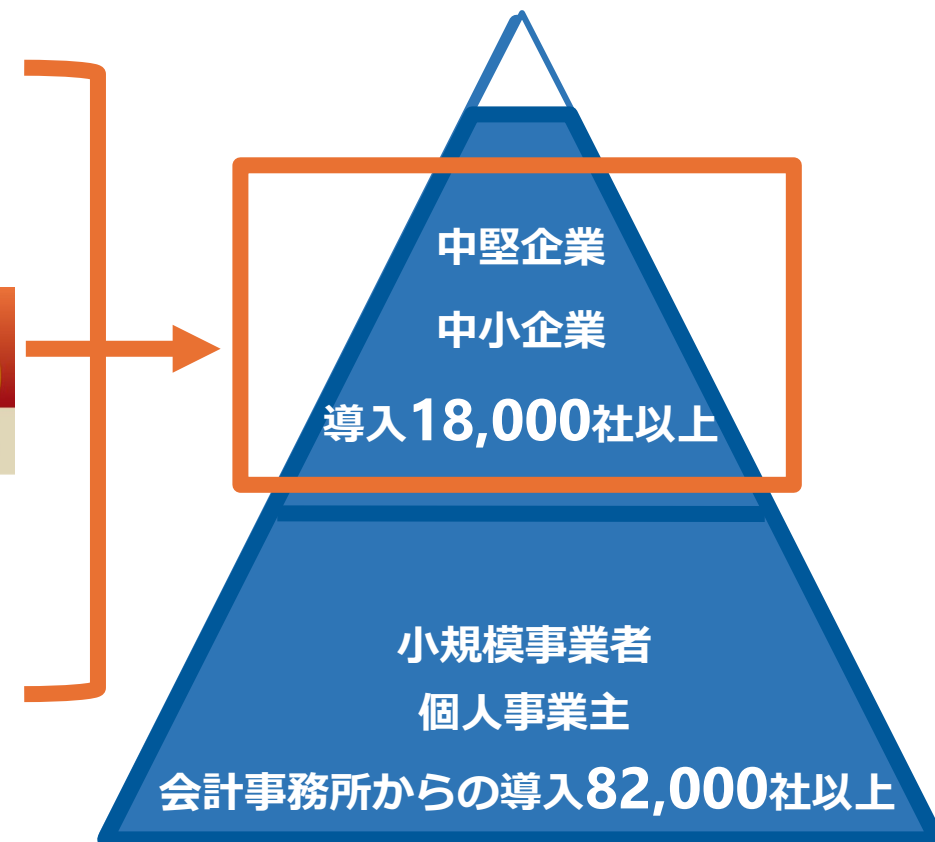 中堅企業
中小企業
導入18,000社以上
小規模事業者
個人事業主
会計事務所からの導入82,000社以上